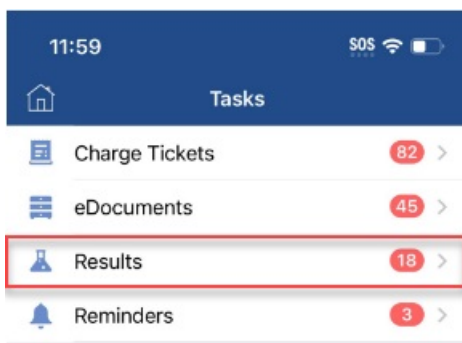 11:59 SOS
Tasks
Charge Tickets 82
eDocuments 45
Results 18
Reminders 3